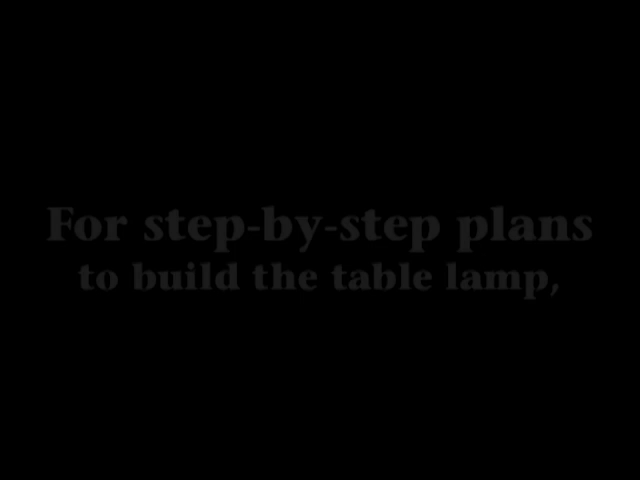 For step-by-step plans
to build the table lamp,